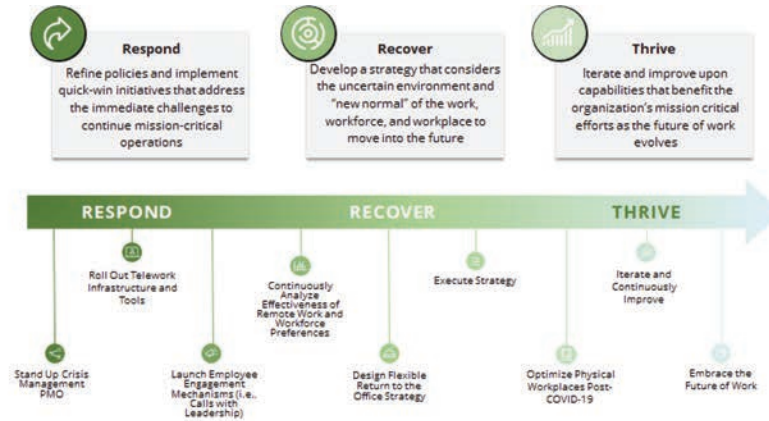 Respond
Refine policies and implement
quick-win initiatives that address
the immediate challenges to
continue mission-critical
operations
Recover
Develop a strategy that considers
the uncertain environment and
"new normal" of the work,
workforce, and workplace to
move into the future
Thrive
Iterate and improve upon
capabilities that benefit the
organization's mission critical
efforts as the future of work
evolves
RESPOND
RECOVER
THRIVE
Stand Up Crisis
Management
PMO
Roll Out Telework
Infrastructure and
Tools
Launch Employee
Engagement
Mechanisms (i.e.,
Calls with
Leadership)
Continuously
Analyze
Effectiveness of
Remote Work and
Workforce
Preferences
Design Flexible
Return to the
Office Strategy
Execute Strategy
Optimize Physical
Workplaces Post-
COVID-19
Iterate and
Continuously
Improve
Embrace the
Future of Work